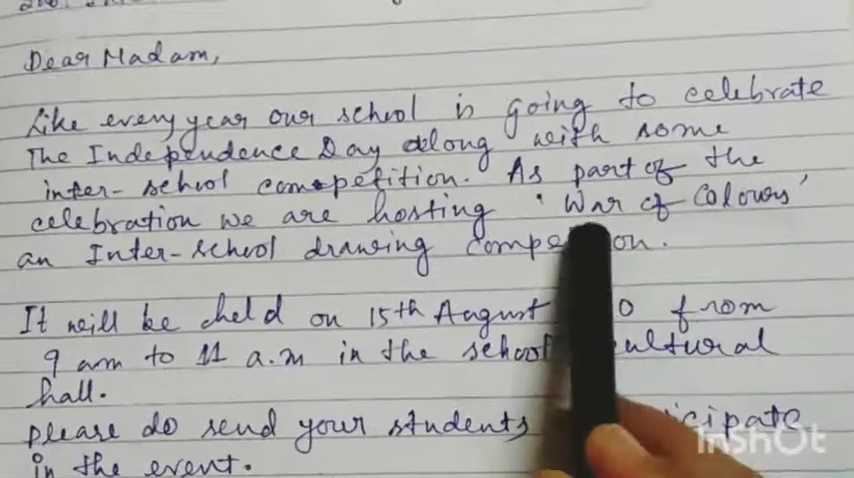 Dear Madam,
Like every year our school is going to celebrate
The Independence Day along with some
inter-school competition. As part of the
celebration we are hosting 'War of Colours'
an Inter-school drawing compe on.
It will be held on 15th August 0 from
9 am to 11 a.m in the school ultural
hall.
please do send your students icipate
in the event.
InShOt